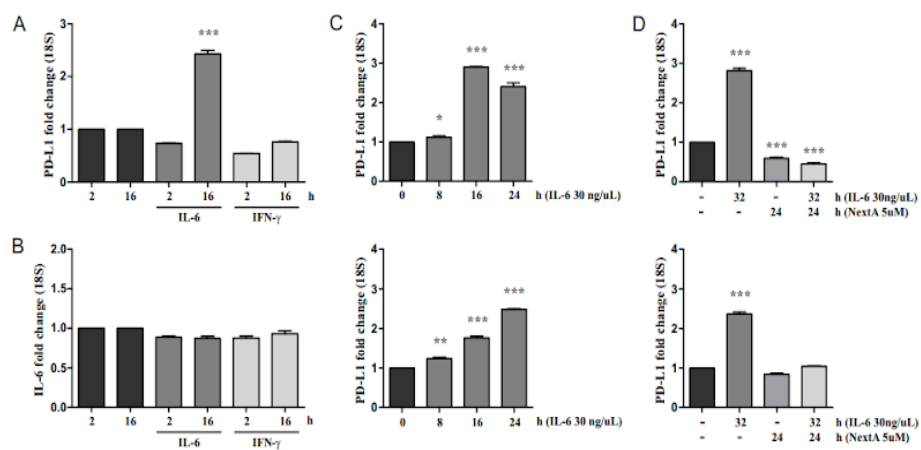 A
PD-L1 fold change (18S)
3
2
1
0
***
2 16 2 16 2 16 h
IL-6 IFN-γ
C
PD-L1 fold change (18S)
4
3
2
1
0
*
***
***
0 8 16 24 h (IL-6 30 ng/uL)
D
PD-L1 fold change (18S)
4
3
2
1
0
***
***
***
- 32 - 32 h (IL-6 30ng/uL)
- - 24 24 h (NextA 5uM)
B
IL-6 fold change (18S)
2.0
1.5
1.0
0.5
0.0
2 16 2 16 2 16 h
IL-6 IFN-γ
PD-L1 fold change (18S)
4
3
2
1
0
**
***
***
0 8 16 24 h (IL-6 30 ng/uL)
PD-L1 fold change (18S)
4
3
2
1
0
***
- 32 - 32 h (IL-6 30ng/uL)
- - 24 24 h (NextA 5uM)